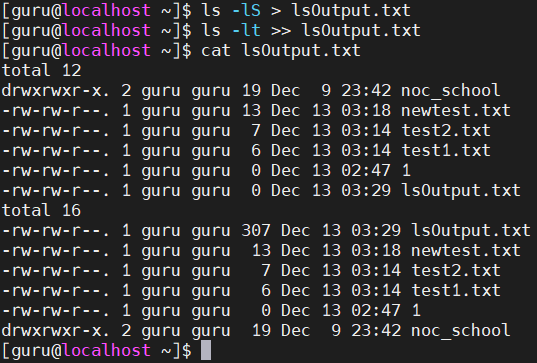 [guru@localhost ~]$ ls -lS > lsOutput.txt
[guru@localhost ~]$ ls -lt >> lsOutput.txt
[guru@localhost ~]$ cat lsOutput.txt
total 12
drwxrwxr-x. 2 guru guru 19 Dec  9 23:42 noc_school
-rw-rw-r--. 1 guru guru 13 Dec 13 03:18 newtest.txt
-rw-rw-r--. 1 guru guru  7 Dec 13 03:14 test2.txt
-rw-rw-r--. 1 guru guru  6 Dec 13 03:14 test1.txt
-rw-rw-r--. 1 guru guru  0 Dec 13 02:47 1
-rw-rw-r--. 1 guru guru  0 Dec 13 03:29 lsOutput.txt
total 16
-rw-rw-r--. 1 guru guru 307 Dec 13 03:29 lsOutput.txt
-rw-rw-r--. 1 guru guru  13 Dec 13 03:18 newtest.txt
-rw-rw-r--. 1 guru guru   7 Dec 13 03:14 test2.txt
-rw-rw-r--. 1 guru guru   6 Dec 13 03:14 test1.txt
-rw-rw-r--. 1 guru guru   0 Dec 13 02:47 1
drwxrwxr-x. 2 guru guru  19 Dec  9 23:42 noc_school
[guru@localhost ~]$